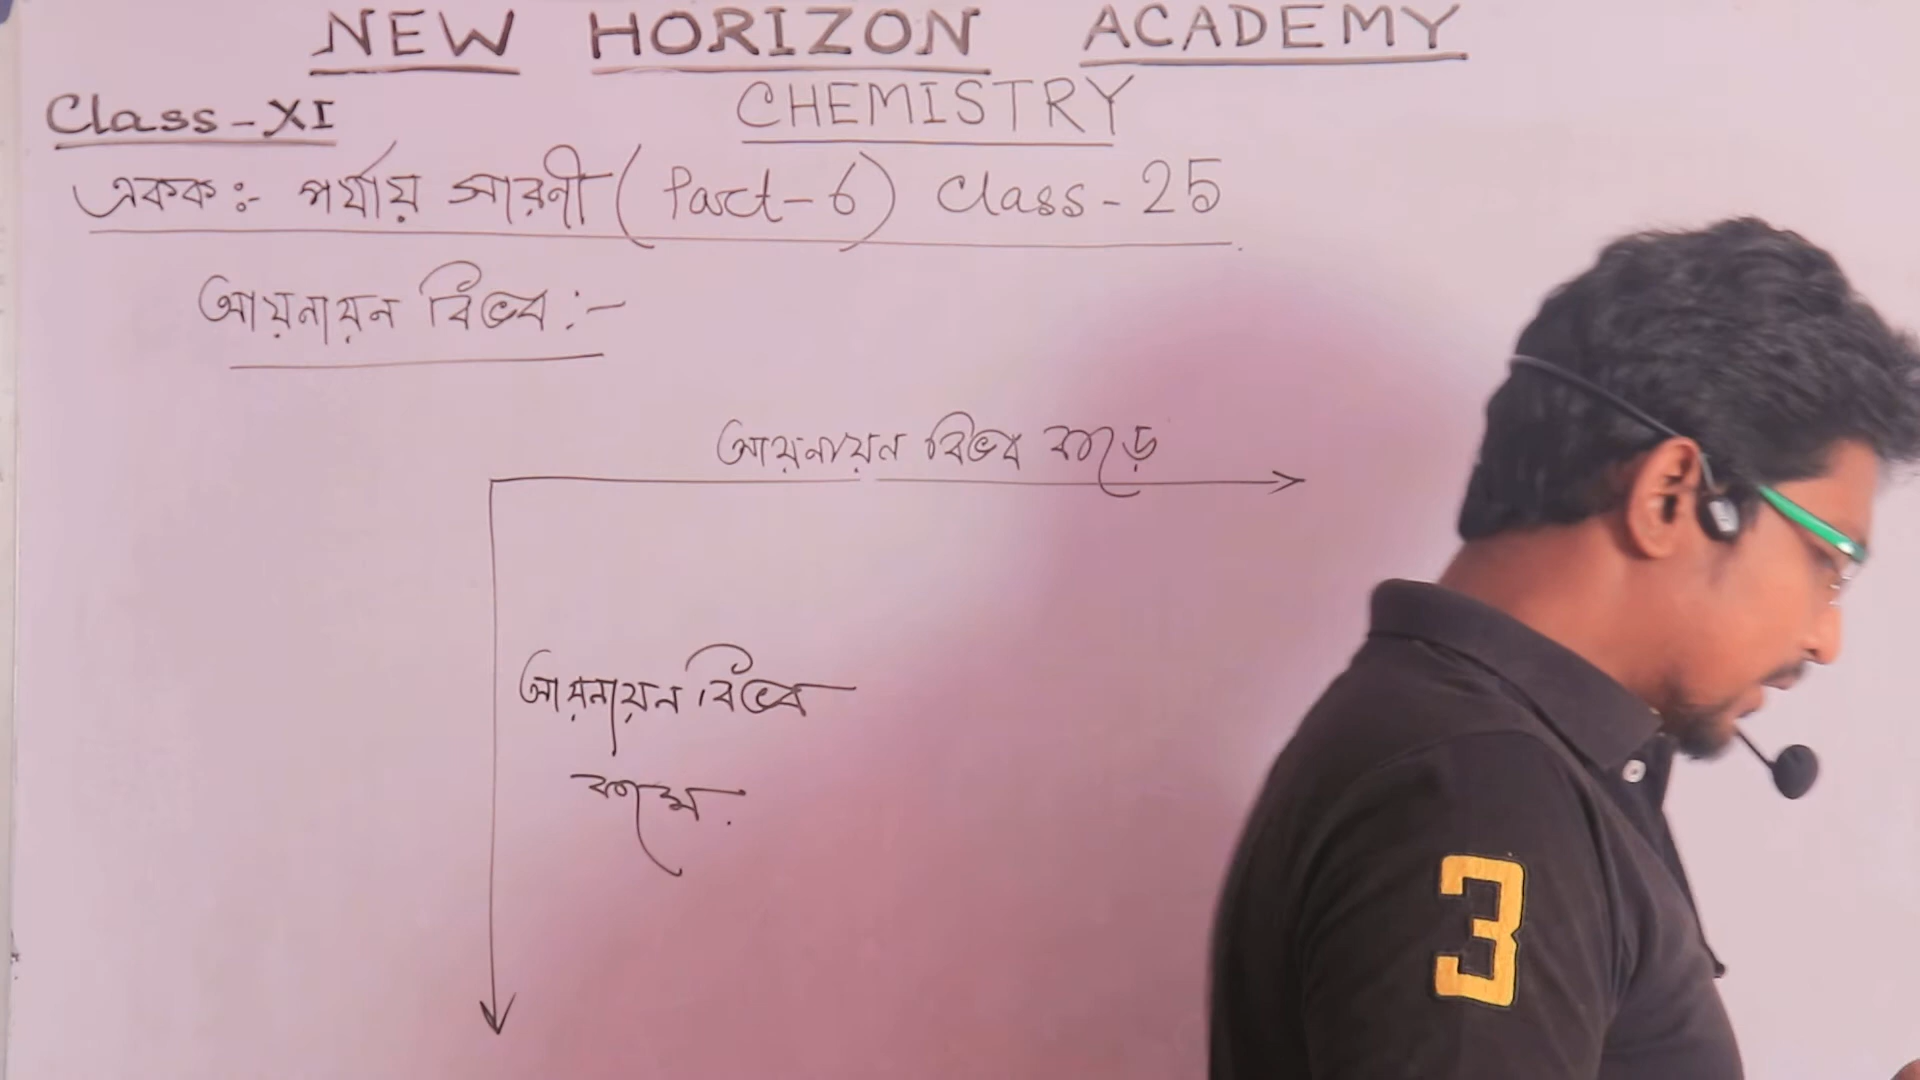 NEW HORIZON ACADEMY
CHEMISTRY
Class-XI
একক:- পর্যায় সারণী (Part-6) Class-25
আয়নায়ন বিভব :-
আয়নায়ন বিভব বাড়ে
আয়নায়ন বিভব
কমে.
3